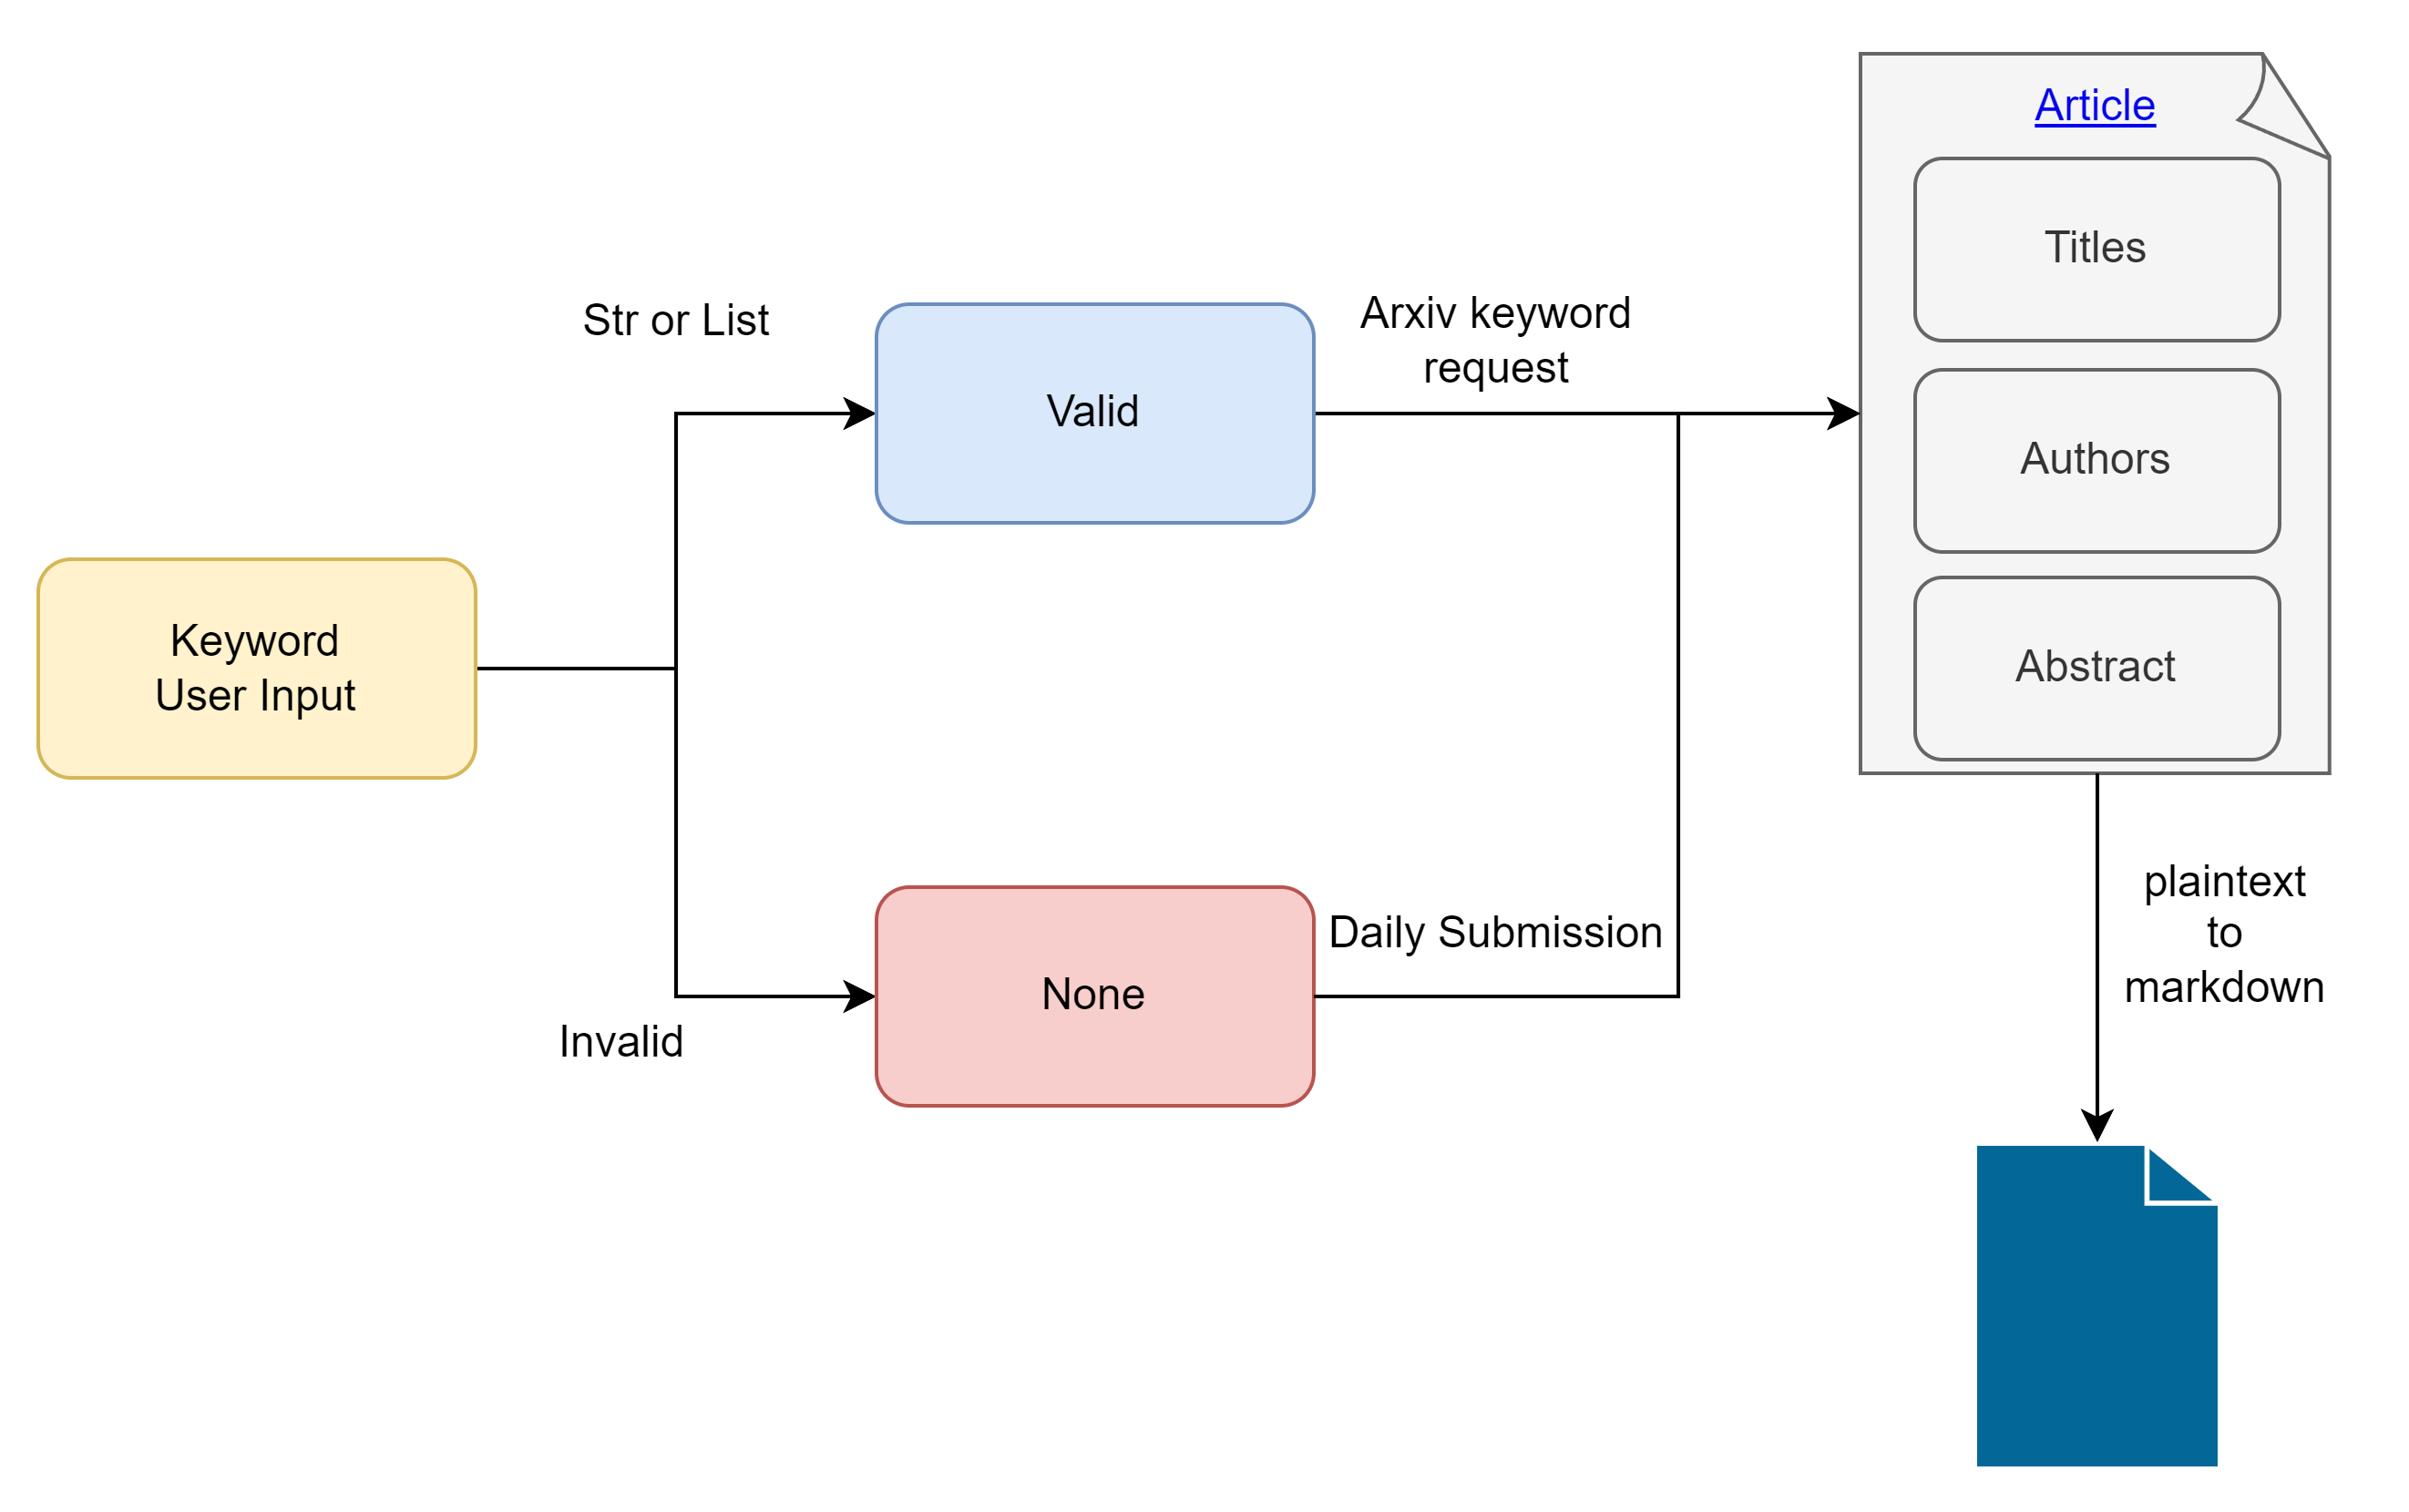 Keyword
User Input
Str or List
Invalid
Valid
None
Arxiv keyword
request
Daily Submission
Article
Titles
Authors
Abstract
plaintext
to
markdown